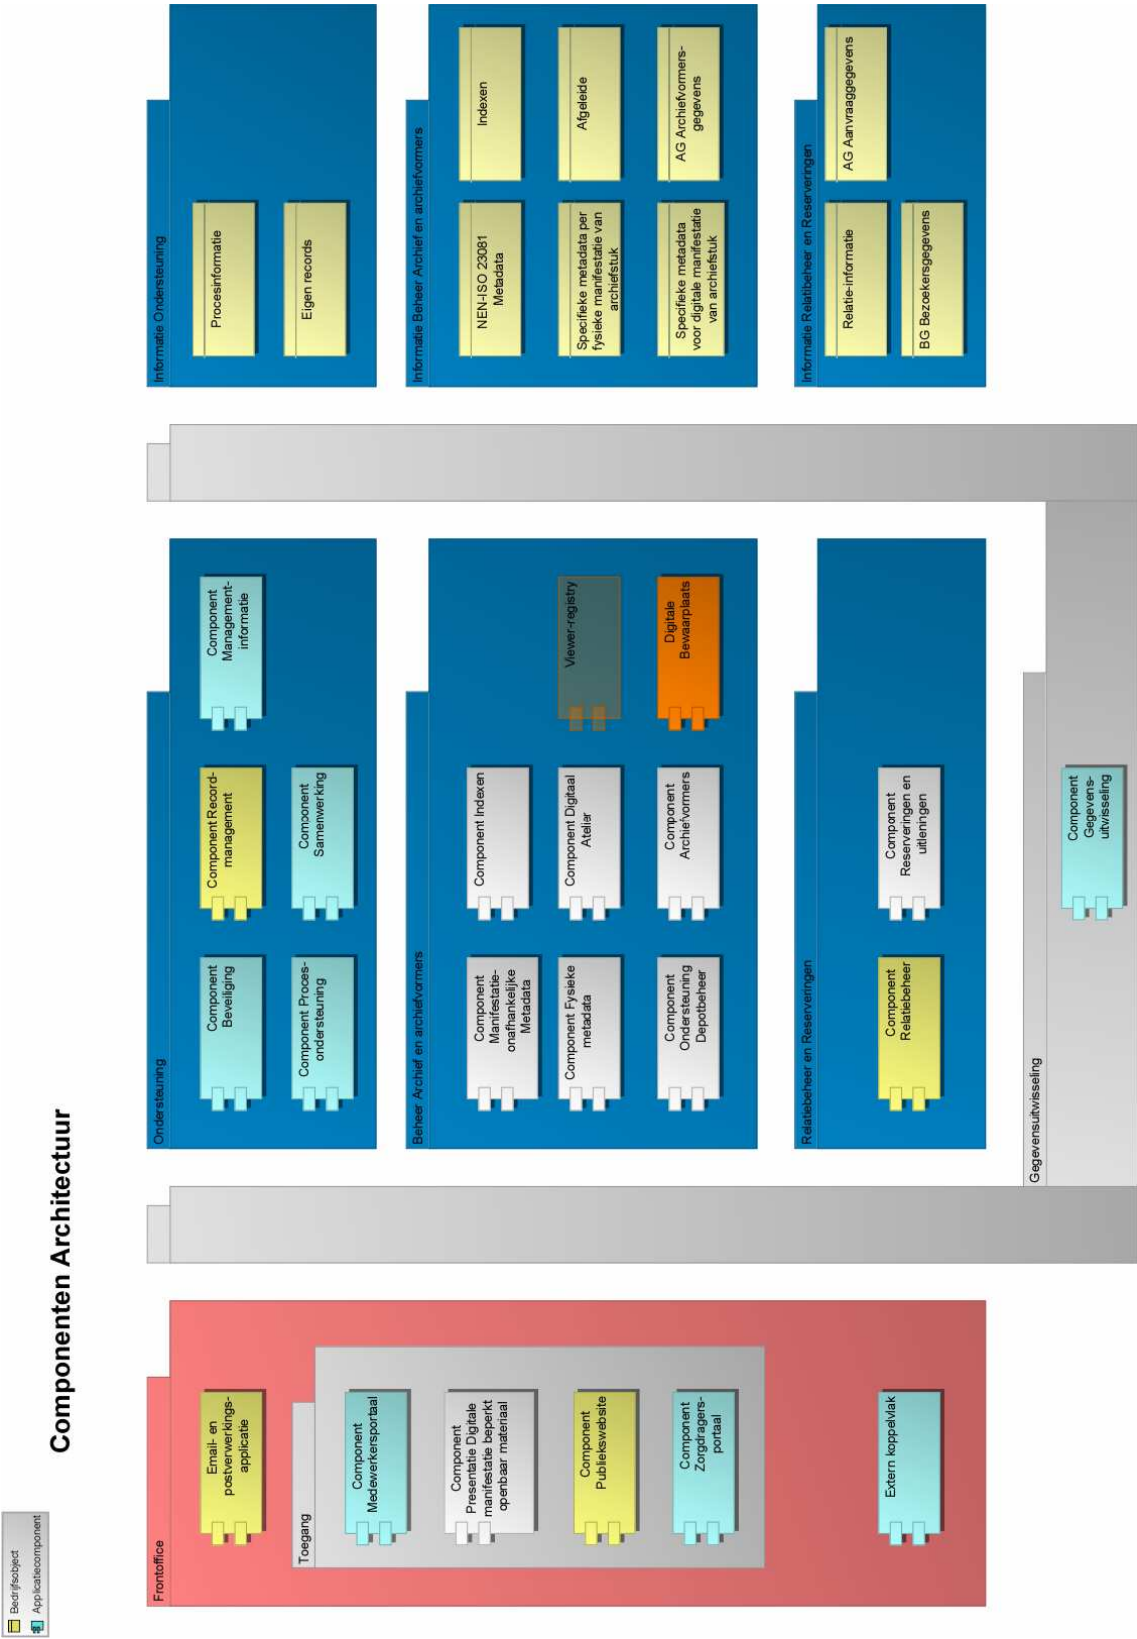 Componenten Architectuur
Bedrijfsobject
Applicatiecomponent
Frontoffice
Email- en
postverwerkings-
applicatie
Toegang
Component
Medewerkersportaal
Component
Presentatie Digitale
manifestatie beperkt
openbaar materiaal
Component
Publiekswebsite
Component
Zorgdragers-
portaal
Extern koppelvlak
Ondersteuning
Component
Beveiliging
Component Record-
management
Component
Management-
informatie
Component Proces-
ondersteuning
Component
Samenwerking
Beheer Archief en archiefvormers
Component
Manifestatie-
onafhankelijke
Metadata
Component Indexen
Component Fysieke
metadata
Component Digitaal
Atelier
Viewer-registry
Component
Ondersteuning
Depotbeheer
Component
Archiefvormers
Digitale
Bewaarplaats
Relatiebeheer en Reserveringen
Component
Relatiebeheer
Component
Reserveringen en
uitleningen
Gegevensuitwisseling
Component
Gegevens-
uitwisseling
Informatie Ondersteuning
Procesinformatie
Eigen records
Informatie Beheer Archief en archiefvormers
NEN-ISO 23081
Metadata
Indexen
Specifieke metadata per
fysieke manifestatie van
archiefstuk
Afgeleide
Specifieke metadata
voor digitale manifestatie
van archiefstuk
AG Archiefvormers-
gegevens
Informatie Relatibeheer en Reserveringen
Relatie-informatie
AG Aanvraaggegevens
BG Bezoekersgegevens